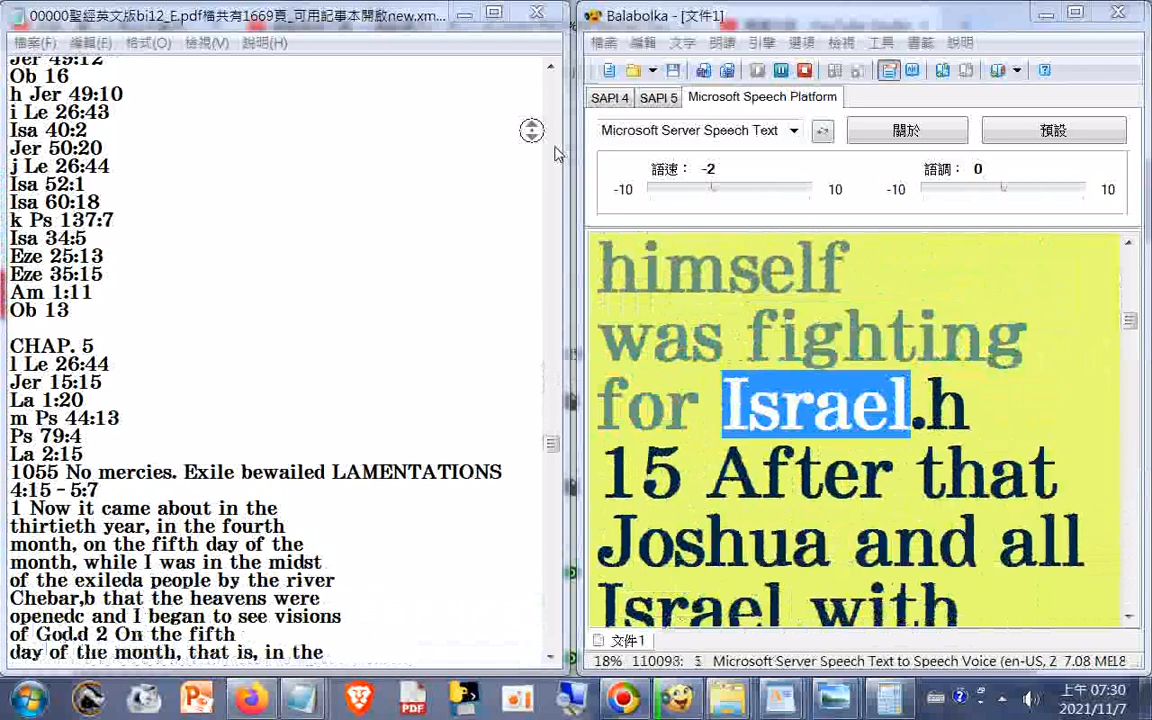 00000聖經英文版bi12_E.pdf檔共有1669頁_可用記事本開啟new.xm...
檔案(F) 編輯(E) 格式(O) 檢視(V) 說明(H)
Jer 49:12
Ob 16
h Jer 49:10
i Le 26:43
Isa 40:2
Jer 50:20
j Le 26:44
Isa 52:1
Isa 60:18
k Ps 137:7
Isa 34:5
Eze 25:13
Eze 35:15
Am 1:11
Ob 13
CHAP. 5
l Le 26:44
Jer 15:15
La 1:20
m Ps 44:13
Ps 79:4
La 2:15
1055 No mercies. Exile bewailed LAMENTATIONS
4:15 – 5:7
1 Now it came about in the
thirtieth year, in the fourth
month, on the fifth day of the
month, while I was in the midst
of the exileda people by the river
Chebar,b that the heavens were
openedc and I began to see visions
of God.d 2 On the fifth
day of the month, that is, in the
Balabolka - [文件1]
檔案 編輯 文字 朗讀 引擎 選項 檢視 工具 書籤 說明
SAPI 4 SAPI 5 Microsoft Speech Platform
Microsoft Server Speech Text 關於 預設
語速： -2 語調： 0
-10 10 -10 10
himself
was fighting
for Israel.h
15 After that
Joshua and all
Israel with
文件1
18% 110093: Microsoft Server Speech Text to Speech Voice (en-US, Z 7.08 MEL8
PDF
上午 07:30
2021/11/7